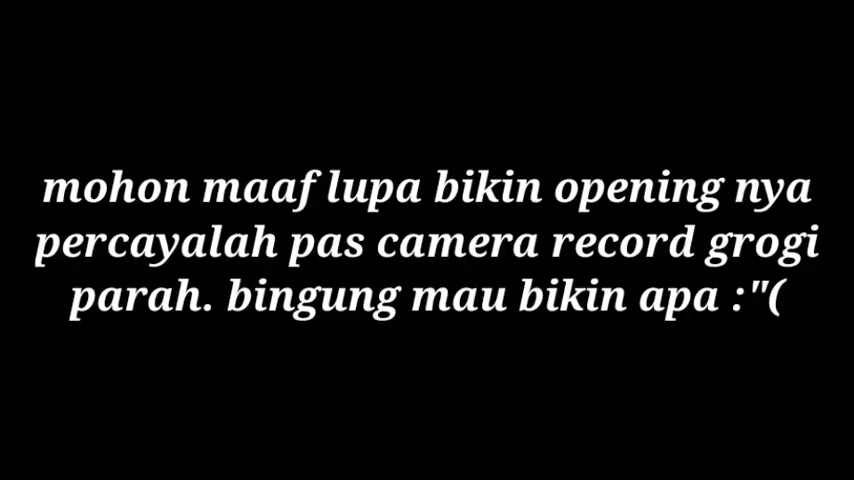 mohon maaf lupa bikin opening nya
percayalah pas camera record grogi
parah. bingung mau bikin apa :"(